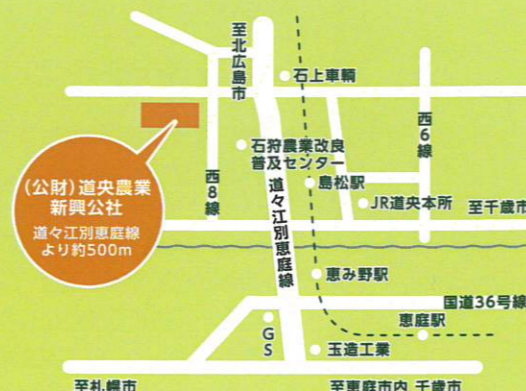 至北広島市
石上車輌
西6線
西8線
石狩農業改良
普及センター
(公財)道央農業
新興公社
道々江別恵庭線
より約500m
島松駅
JR道央本所
至千歳市
道々江別恵庭線
恵み野駅
国道36号線
恵庭駅
GS
玉造工業
至札幌市
至恵庭市内 千歳市